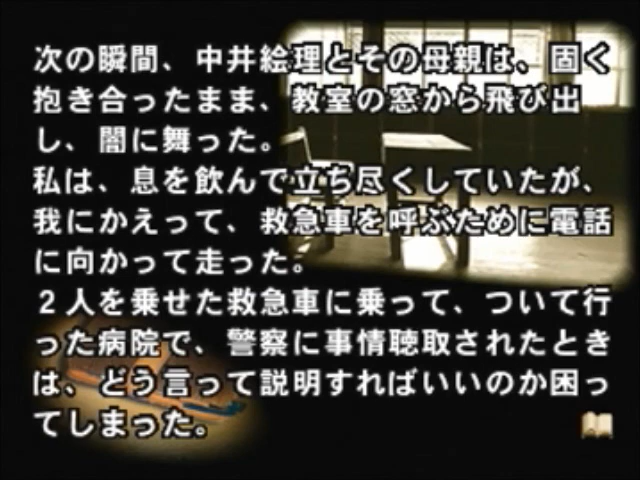 次の瞬間、中井絵理とその母親は、固く
抱き合ったまま、教室の窓から飛び出
し、闇に舞った。
私は、息を飲んで立ち尽くしていたが、
我にかえって、救急車を呼ぶために電話
に向かって走った。
２人を乗せた救急車に乗って、ついて行
った病院で、警察に事情聴取されたとき
は、どう言って説明すればいいのか困っ
てしまった。